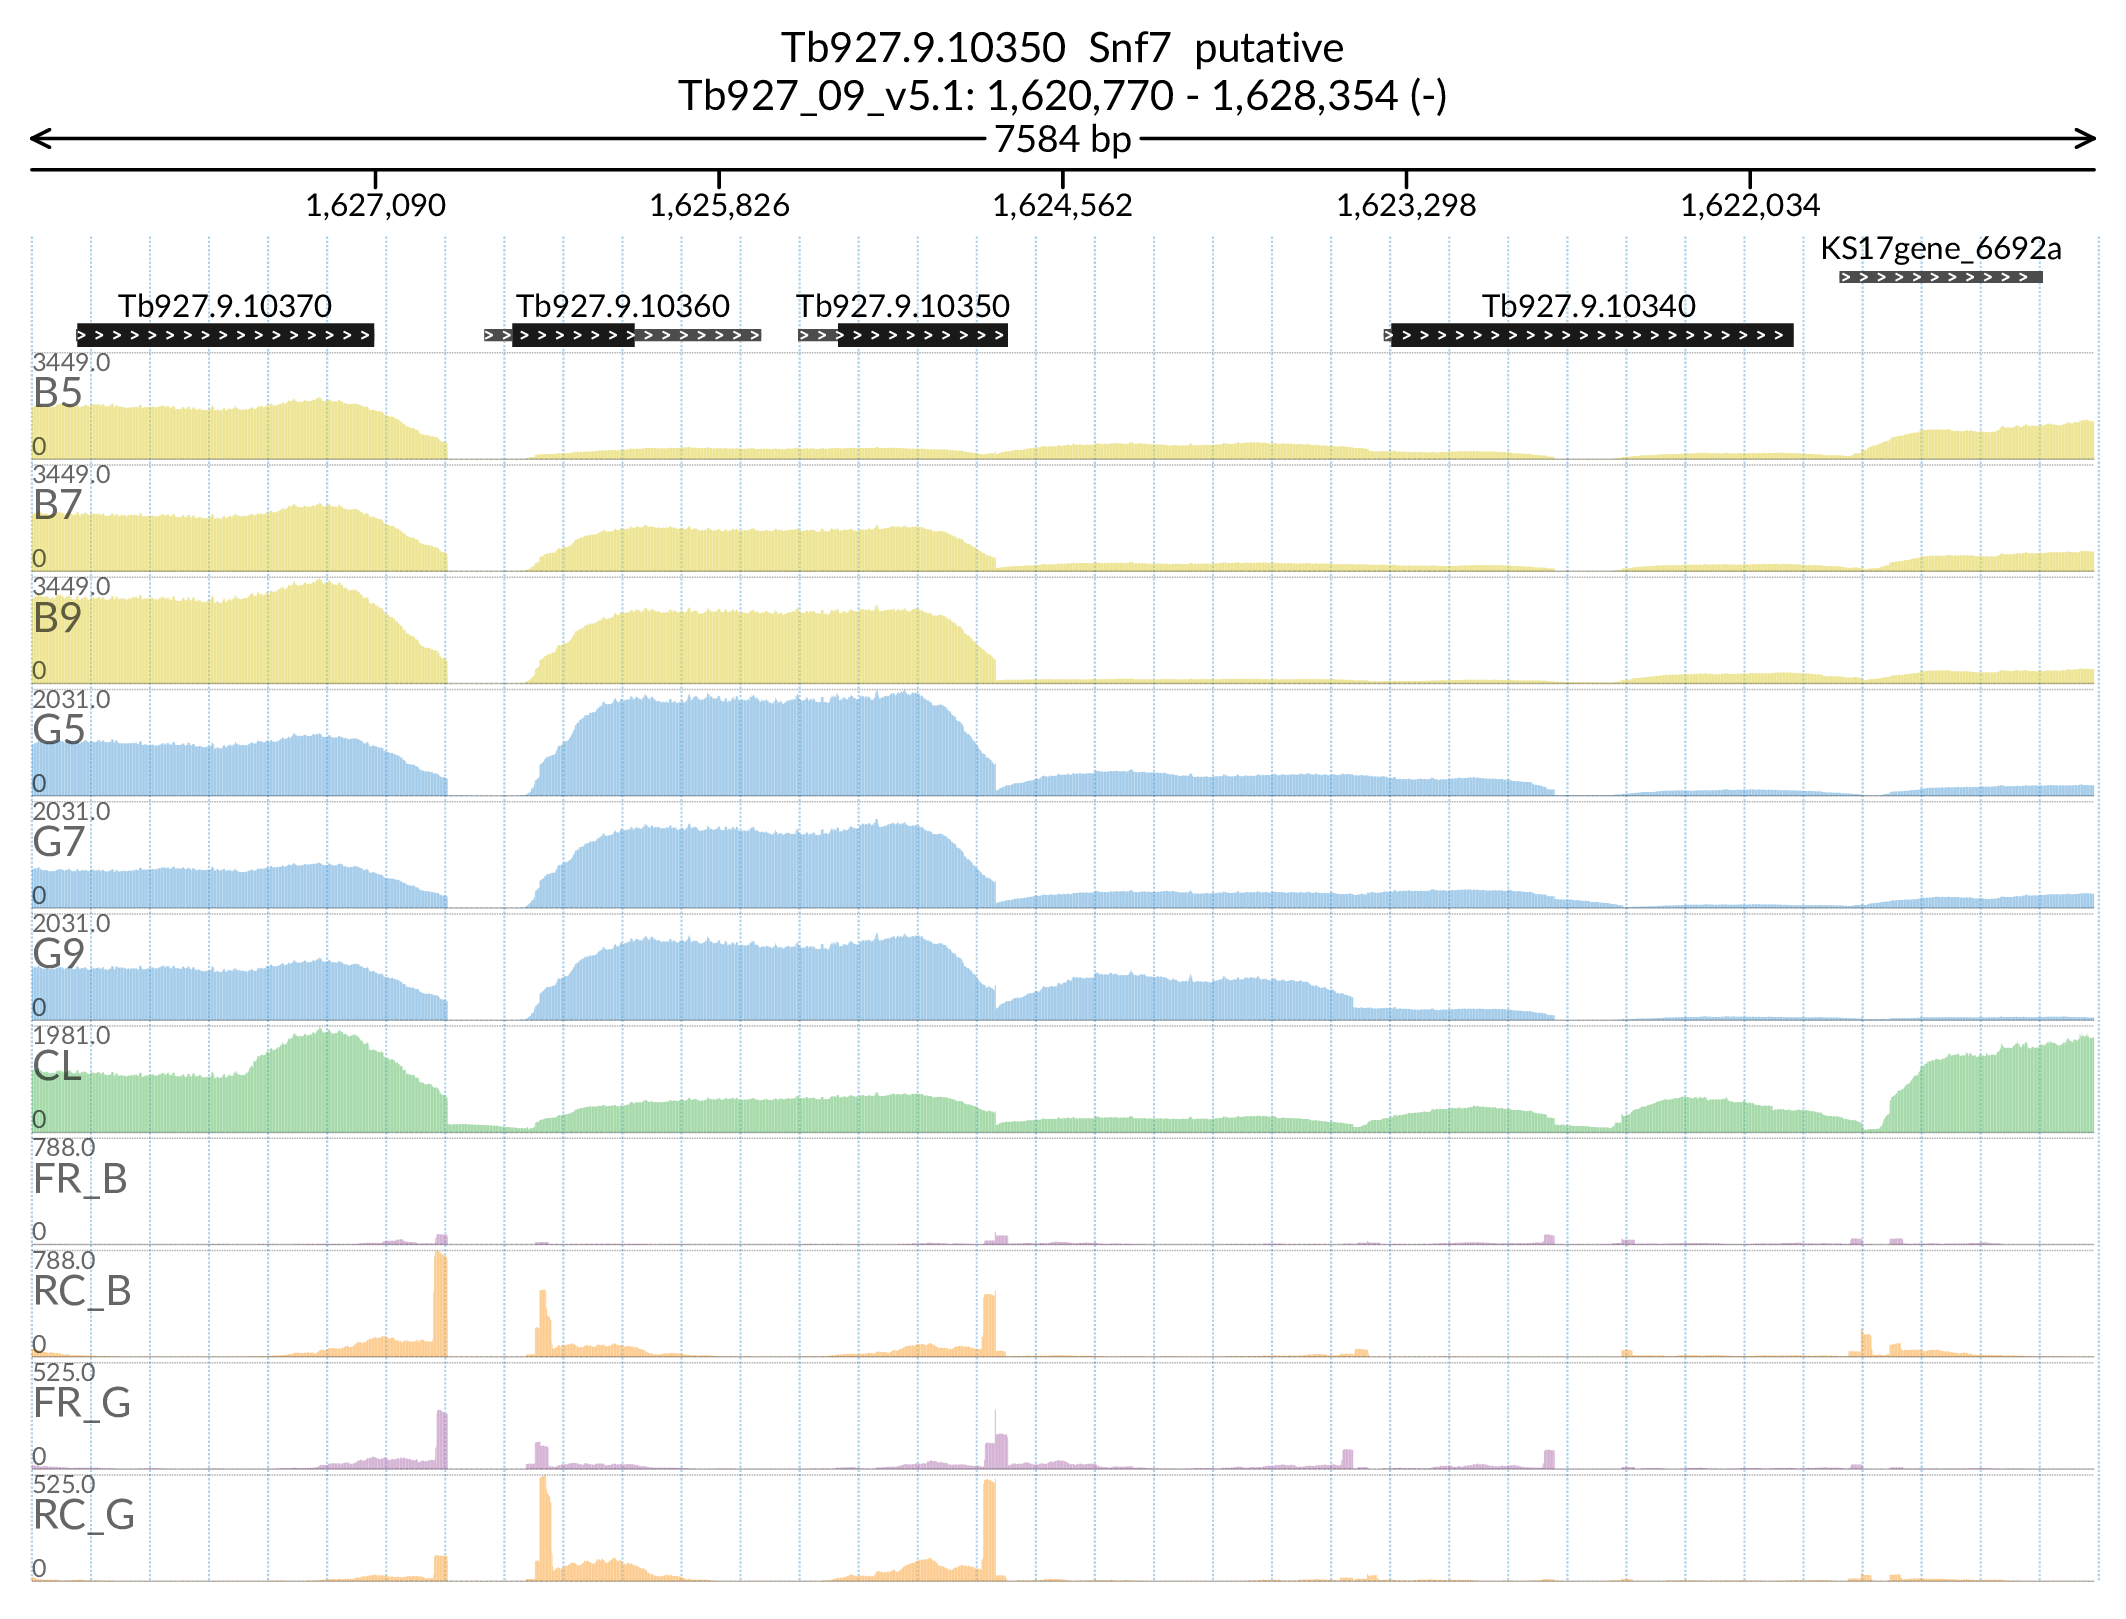 Tb927.9.10350 Snf7 putative
Tb927_09_v5.1: 1,620,770 - 1,628,354 (-)
7584 bp
1,627,090 1,625,826 1,624,562 1,623,298 1,622,034
KS17gene_6692a
Tb927.9.10370 Tb927.9.10360 Tb927.9.10350 Tb927.9.10340
3449.0
B5
0
3449.0
B7
0
3449.0
B9
0
2031.0
G5
0
2031.0
G7
0
2031.0
G9
0
1981.0
CL
0
788.0
FR_B
0
788.0
RC_B
0
525.0
FR_G
0
525.0
RC_G
0